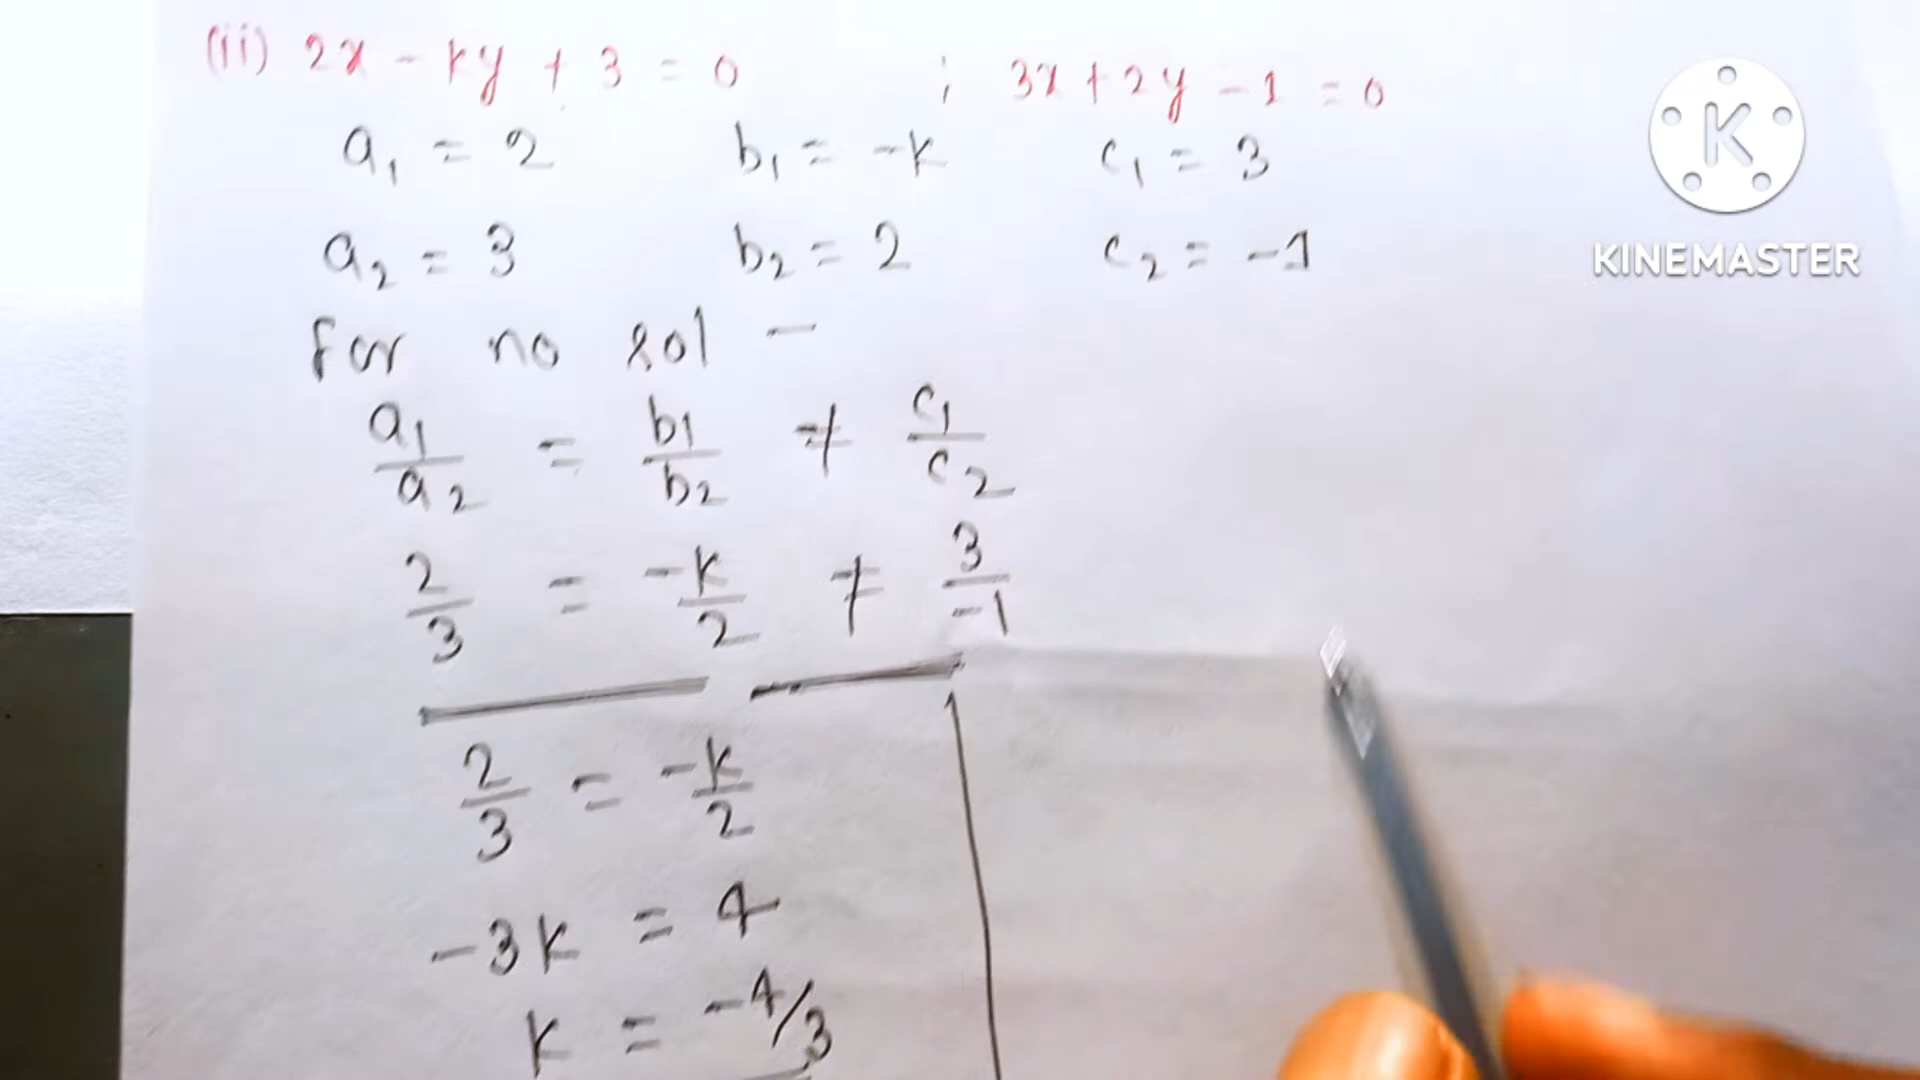 (ii) 2x - ky + 3 = 0 ; 3x + 2y - 1 = 0
a₁ = 2 b₁ = -k c₁ = 3
a₂ = 3 b₂ = 2 c₂ = -1
For no sol -
a₁/a₂ = b₁/b₂ ≠ c₁/c₂
2/3 = -k/2 ≠ 3/-1
2/3 = -k/2
-3k = 4
k = -4/3
K
KINEMASTER